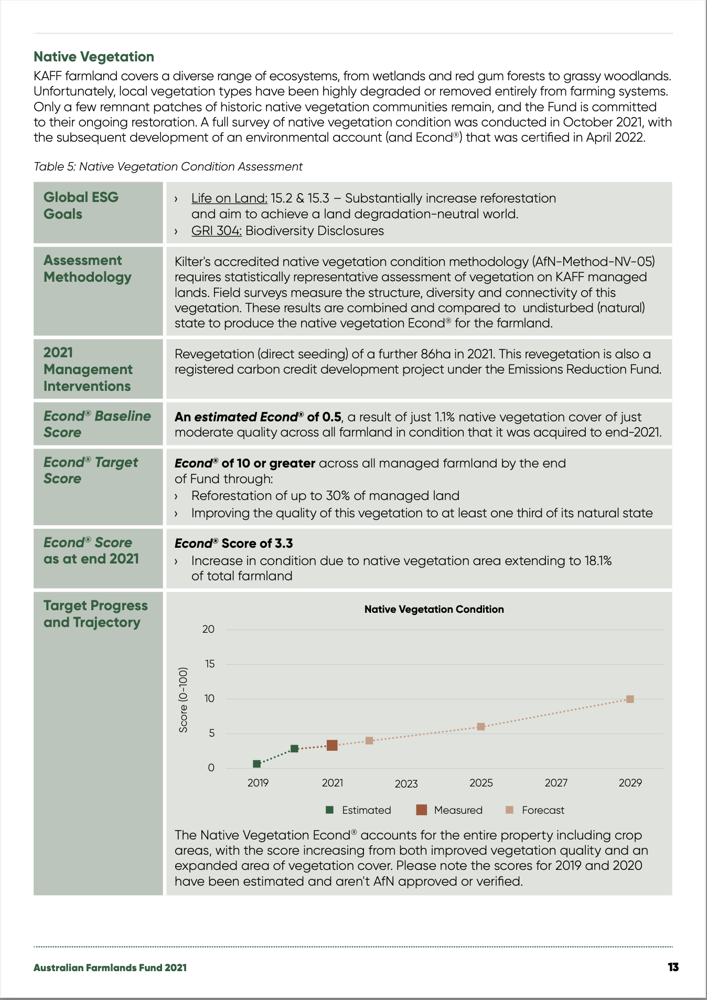 Native Vegetation
KAFF farmland covers a diverse range of ecosystems, from wetlands and red gum forests to grassy woodlands.
Unfortunately, local vegetation types have been highly degraded or removed entirely from farming systems.
Only a few remnant patches of historic native vegetation communities remain, and the Fund is committed
to their ongoing restoration. A full survey of native vegetation condition was conducted in October 2021, with
the subsequent development of an environmental account (and Econd®) that was certified in April 2022.
Table 5: Native Vegetation Condition Assessment
Global ESG
Goals
› Life on Land: 15.2 & 15.3 – Substantially increase reforestation
and aim to achieve a land degradation-neutral world.
› GRI 304: Biodiversity Disclosures
Assessment
Methodology
Kilter's accredited native vegetation condition methodology (AfN-Method-NV-05)
requires statistically representative assessment of vegetation on KAFF managed
lands. Field surveys measure the structure, diversity and connectivity of this
vegetation. These results are combined and compared to undisturbed (natural)
state to produce the native vegetation Econd® for the farmland.
2021
Management
Interventions
Revegetation (direct seeding) of a further 86ha in 2021. This revegetation is also a
registered carbon credit development project under the Emissions Reduction Fund.
Econd® Baseline
Score
An estimated Econd® of 0.5, a result of just 1.1% native vegetation cover of just
moderate quality across all farmland in condition that it was acquired to end-2021.
Econd® Target
Score
Econd® of 10 or greater across all managed farmland by the end
of Fund through:
› Reforestation of up to 30% of managed land
› Improving the quality of this vegetation to at least one third of its natural state
Econd® Score
as at end 2021
Econd® Score of 3.3
› Increase in condition due to native vegetation area extending to 18.1%
of total farmland
Target Progress
and Trajectory
Native Vegetation Condition
Score (0-100)
20
15
10
5
0
2019 2021 2023 2025 2027 2029
Estimated Measured Forecast
The Native Vegetation Econd® accounts for the entire property including crop
areas, with the score increasing from both improved vegetation quality and an
expanded area of vegetation cover. Please note the scores for 2019 and 2020
have been estimated and aren't AfN approved or verified.
Australian Farmlands Fund 2021
13